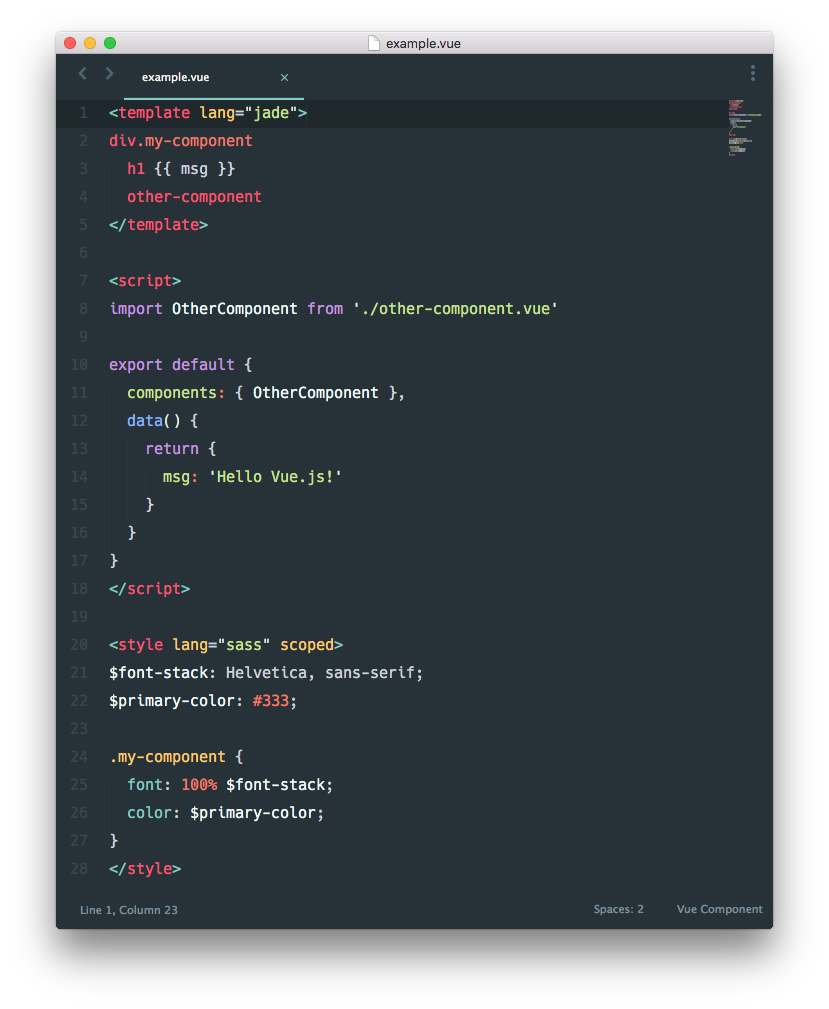 example.vue
example.vue ×
1 <template lang="jade">
2 div.my-component
3   h1 {{ msg }}
4   other-component
5 </template>
6
7 <script>
8 import OtherComponent from './other-component.vue'
9
10 export default {
11   components: { OtherComponent },
12   data() {
13     return {
14       msg: 'Hello Vue.js!'
15     }
16   }
17 }
18 </script>
19
20 <style lang="sass" scoped>
21 $font-stack: Helvetica, sans-serif;
22 $primary-color: #333;
23
24 .my-component {
25   font: 100% $font-stack;
26   color: $primary-color;
27 }
28 </style>
Line 1, Column 23 Spaces: 2 Vue Component